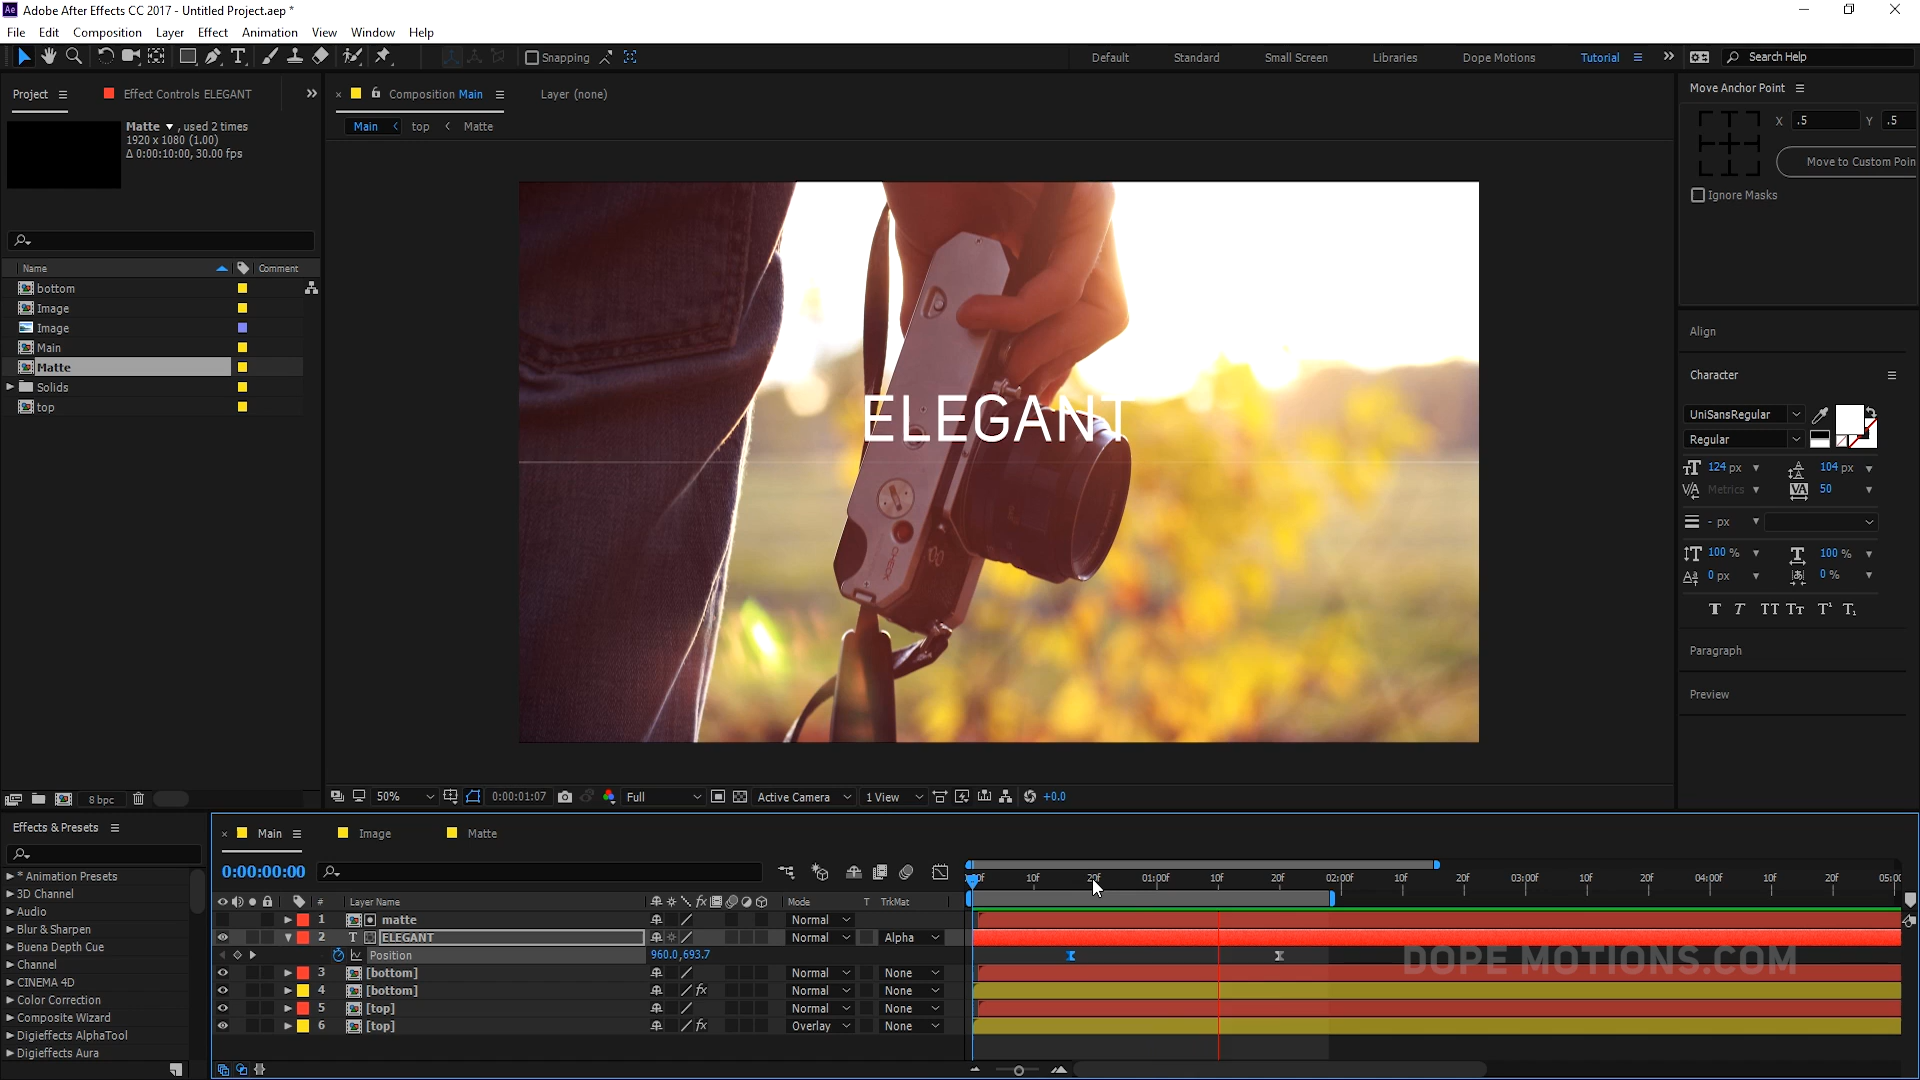 Adobe After Effects CC 2017 - Untitled Project.aep *
File Edit Composition Layer Effect Animation View Window Help
Snapping
Default Standard Small Screen Libraries Dope Motions Tutorial Search Help
Project Effect Controls ELEGANT
Matte , used 2 times
1920 x 1080 (1.00)
Δ 0:00:10:00, 30.00 fps
Name Comment
bottom
Image
Image
Main
Matte
Solids
top
8 bpc
Composition Main Layer (none)
Main top Matte
ELEGANT
50% 0:00:01:07 Full Active Camera 1 View +0.0
Move Anchor Point
X .5 Y .5
Move to Custom Poin
Ignore Masks
Align
Character
UniSansRegular
Regular
124 px 104 px
Metrics 50
- px
100 % 100 %
0 px 0 %
T T TT Tr T¹ T₁
Paragraph
Preview
Effects & Presets
* Animation Presets
3D Channel
Audio
Blur & Sharpen
Buena Depth Cue
Channel
CINEMA 4D
Color Correction
Composite Wizard
Digieffects AlphaTool
Digieffects Aura
Main Image Matte
0:00:00:00
# Layer Name Mode T TrkMat
1 matte Normal
2 T ELEGANT Normal Alpha
Position 960.0,693.7
3 [bottom] Normal None
4 [bottom] fx Normal None
5 [top] Normal None
6 [top] fx Overlay None
10f 20f 01:00f 10f 20f 02:00f 10f 20f 03:00f 10f 20f 04:00f 10f 20f
DOPE MOTIONS.COM